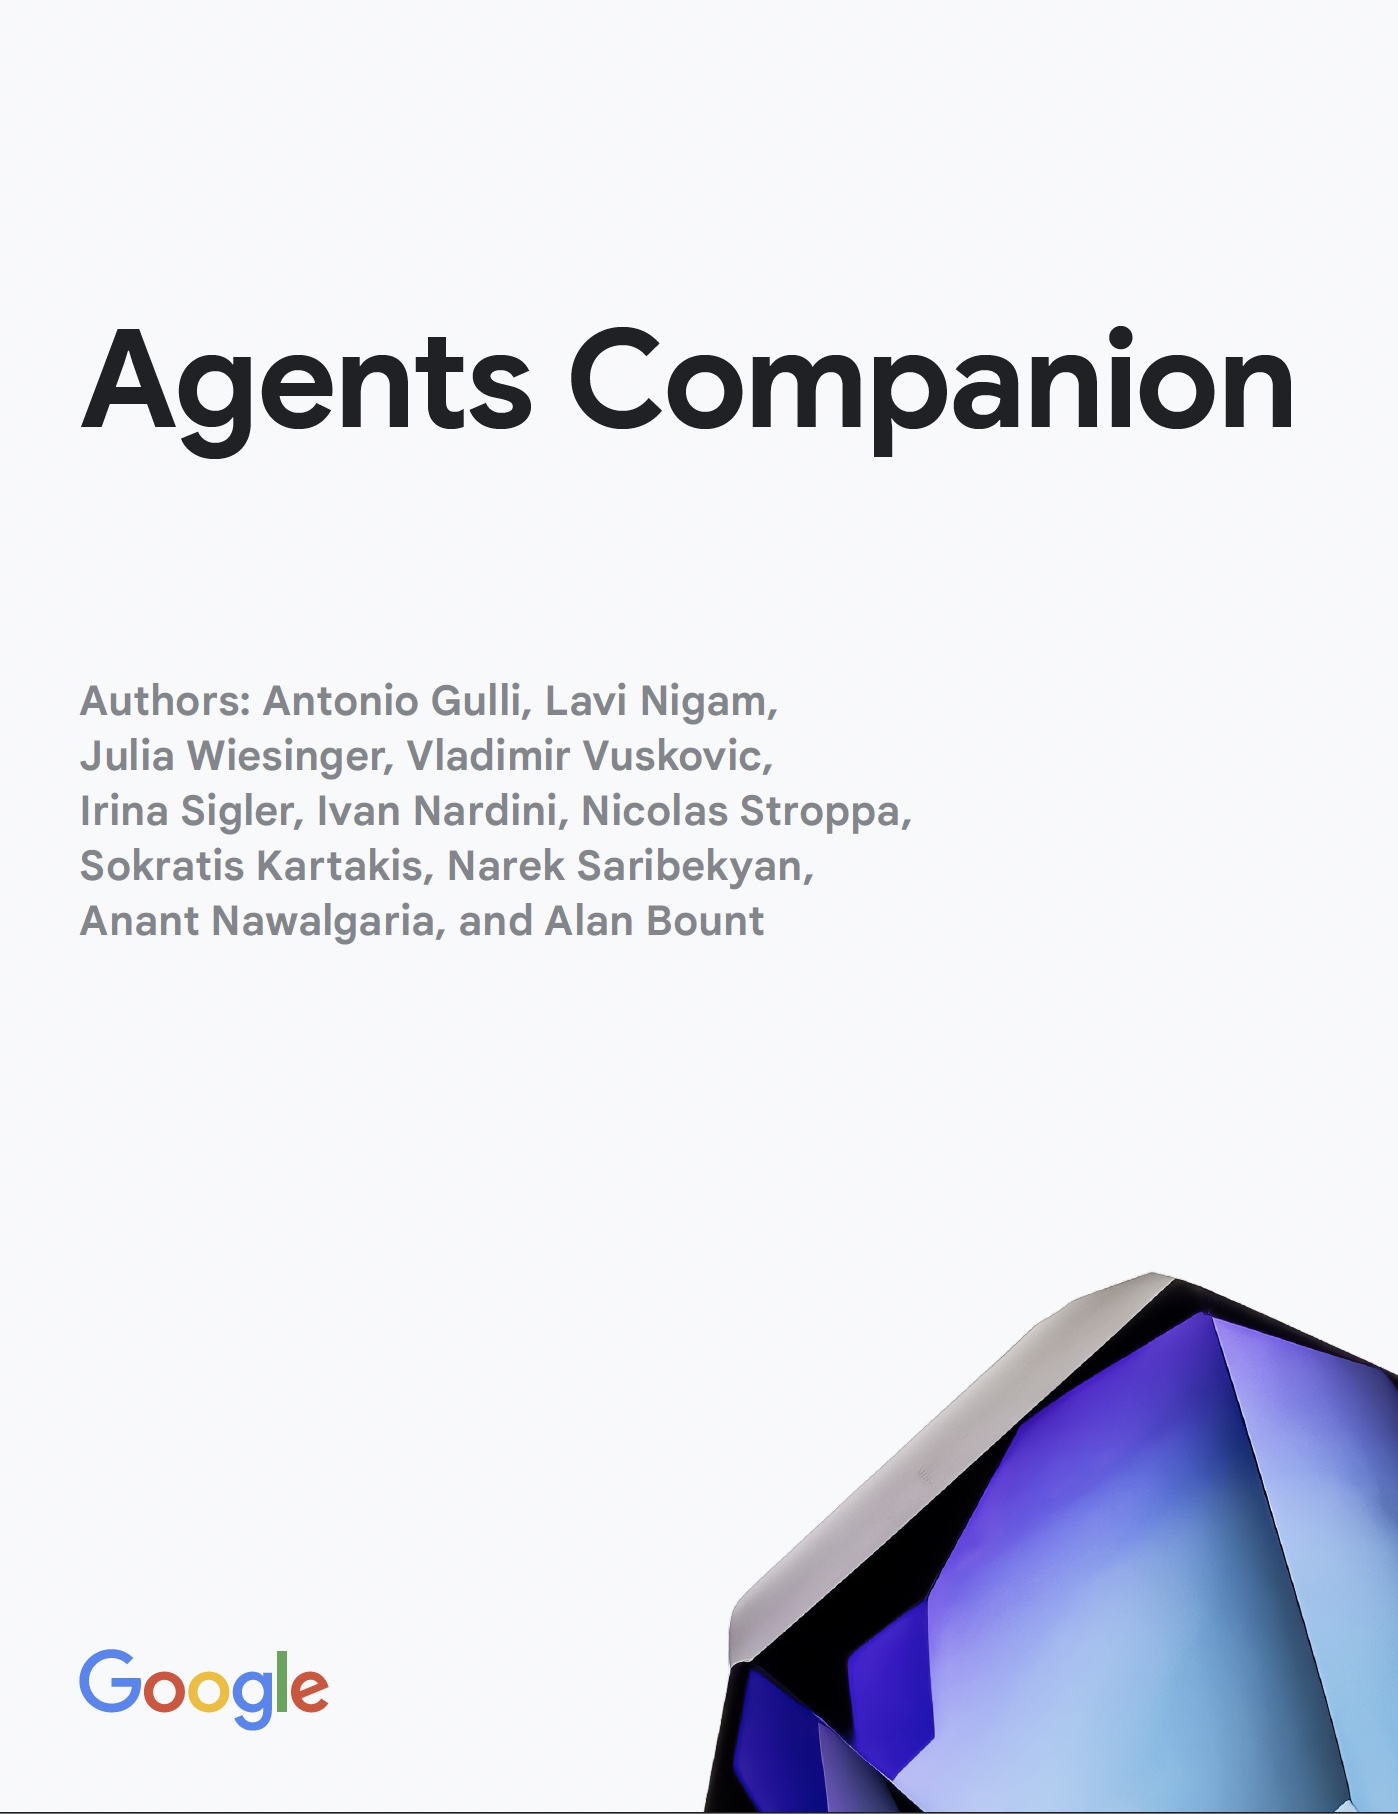 Agents Companion
Authors: Antonio Gulli, Lavi Nigam,
Julia Wiesinger, Vladimir Vuskovic,
Irina Sigler, Ivan Nardini, Nicolas Stroppa,
Sokratis Kartakis, Narek Saribekyan,
Anant Nawalgaria, and Alan Bount
Google